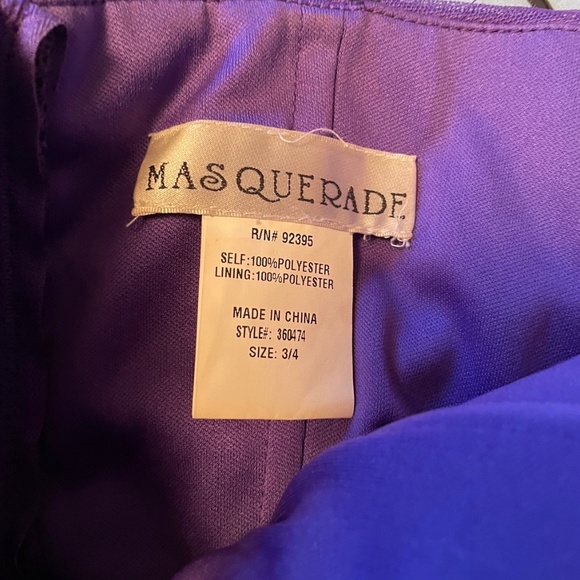 MASQUERADE
R/N# 92395
SELF:100%POLYESTER
LINING:100%POLYESTER
MADE IN CHINA
STYLE#: 360474
SIZE: 3/4